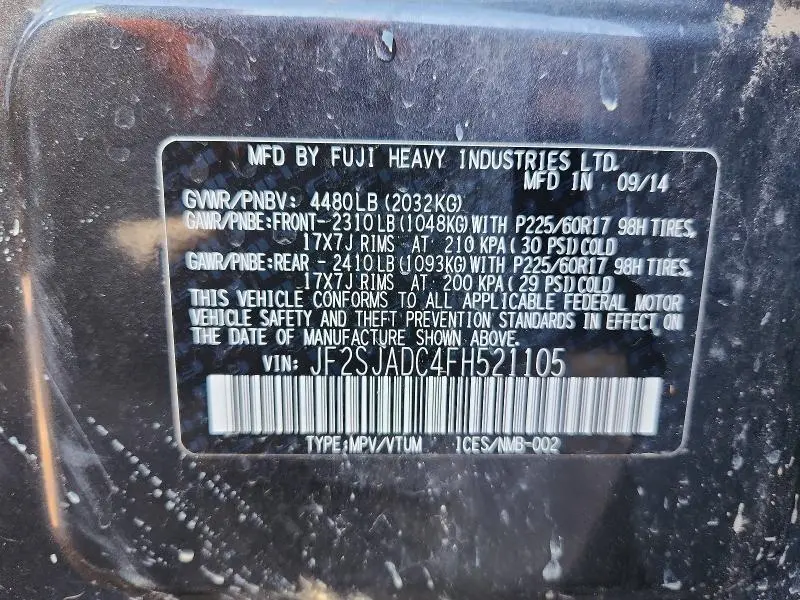 MFD BY FUJI HEAVY INDUSTRIES LTD.
MFD IN 09/14
GVWR/PNBV: 4480LB (2032KG)
GAWR/PNBE:FRONT- 2310LB (1048KG) WITH P225/60R17 98H TIRES,
17X7J RIMS AT 210 KPA ( 30 PSI) COLD
GAWR/PNBE:REAR - 2410LB (1093KG) WITH P225/60R17 98H TIRES,
17X7J RIMS AT 200 KPA ( 29 PSI) COLD
THIS VEHICLE CONFORMS TO ALL APPLICABLE FEDERAL MOTOR
VEHICLE SAFETY AND THEFT PREVENTION STANDARDS IN EFFECT ON
THE DATE OF MANUFACTURE SHOWN ABOVE.
VIN: JF2SJADC4FH521105
TYPE:MPV/VTUM ICES/NMB-002